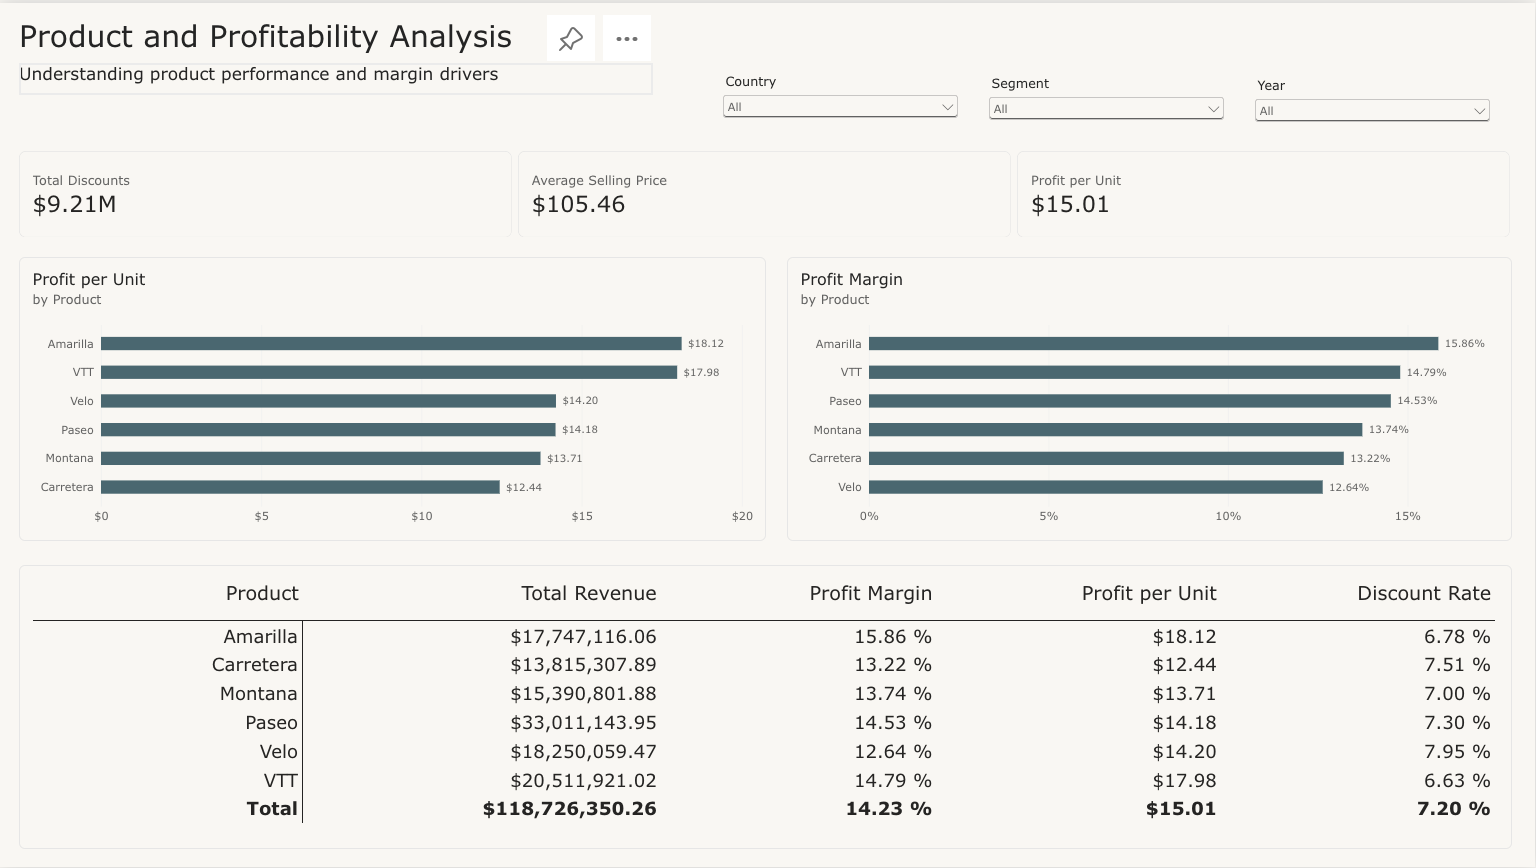 Product and Profitability Analysis
Understanding product performance and margin drivers
Country
All
Segment
All
Year
All
Total Discounts
$9.21M
Average Selling Price
$105.46
Profit per Unit
$15.01
Profit per Unit
by Product
Amarilla $18.12
VTT $17.98
Velo $14.20
Paseo $14.18
Montana $13.71
Carretera $12.44
$0 $5 $10 $15 $20
Profit Margin
by Product
Amarilla 15.86%
VTT 14.79%
Paseo 14.53%
Montana 13.74%
Carretera 13.22%
Velo 12.64%
0% 5% 10% 15%
Product Total Revenue Profit Margin Profit per Unit Discount Rate
Amarilla $17,747,116.06 15.86 % $18.12 6.78 %
Carretera $13,815,307.89 13.22 % $12.44 7.51 %
Montana $15,390,801.88 13.74 % $13.71 7.00 %
Paseo $33,011,143.95 14.53 % $14.18 7.30 %
Velo $18,250,059.47 12.64 % $14.20 7.95 %
VTT $20,511,921.02 14.79 % $17.98 6.63 %
Total $118,726,350.26 14.23 % $15.01 7.20 %